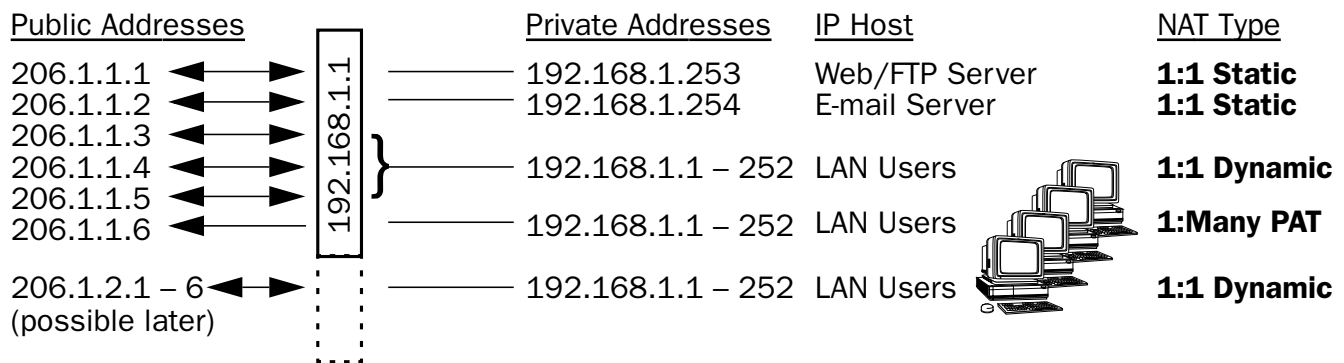 Public Addresses Private Addresses IP Host NAT Type
192.168.1.1
206.1.1.1 192.168.1.253 Web/FTP Server 1:1 Static
206.1.1.2 192.168.1.254 E-mail Server 1:1 Static
206.1.1.3
206.1.1.4 } 192.168.1.1 – 252 LAN Users 1:1 Dynamic
206.1.1.5
206.1.1.6 192.168.1.1 – 252 LAN Users 1:Many PAT
206.1.2.1 – 6 192.168.1.1 – 252 LAN Users 1:1 Dynamic
(possible later)